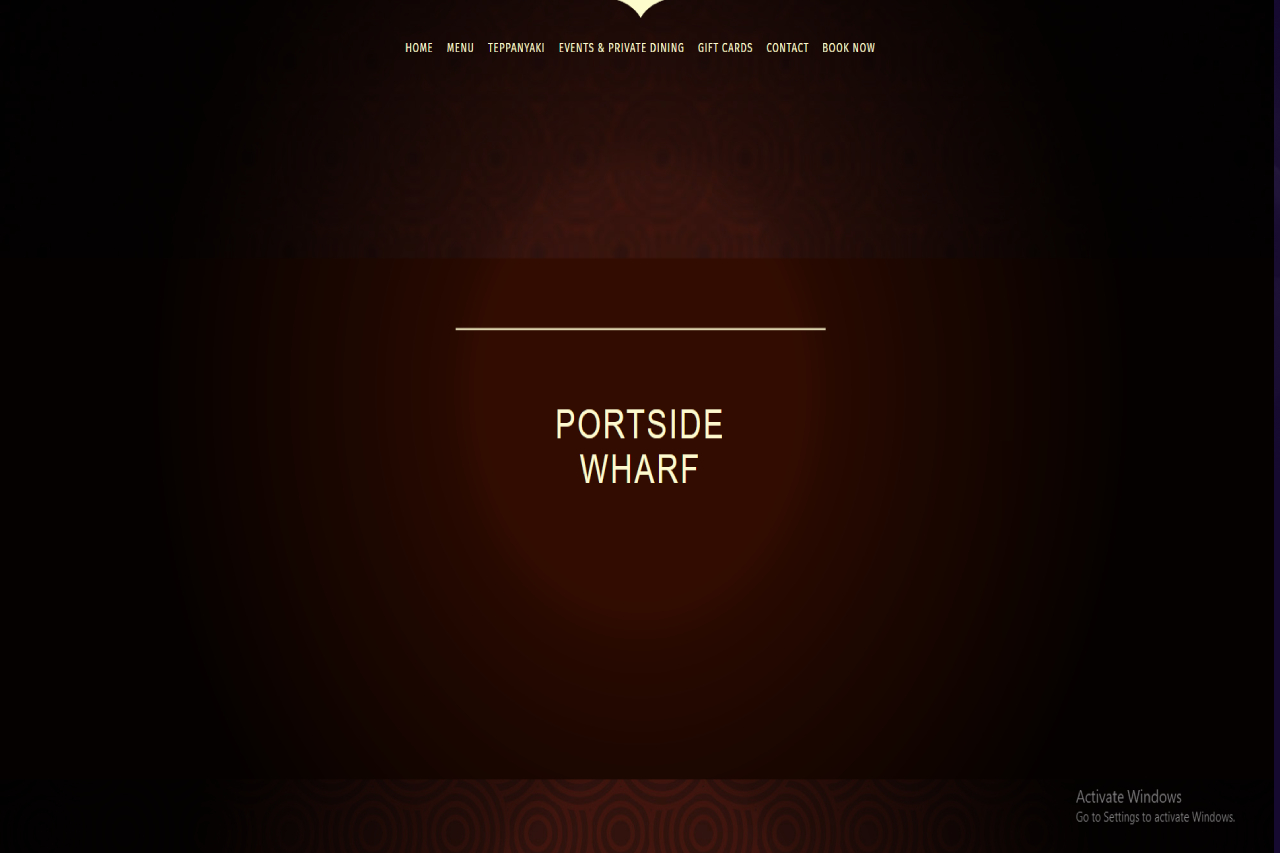 HOME MENU TEPPANYAKI EVENTS & PRIVATE DINING GIFT CARDS CONTACT BOOK NOW
PORTSIDE
WHARF
Activate Windows
Go to Settings to activate Windows.